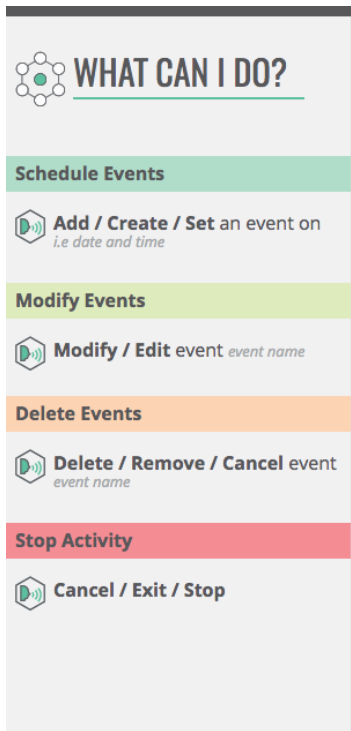 WHAT CAN I DO?
Schedule Events
Add / Create / Set an event on
i.e date and time
Modify Events
Modify / Edit event event name
Delete Events
Delete / Remove / Cancel event
event name
Stop Activity
Cancel / Exit / Stop